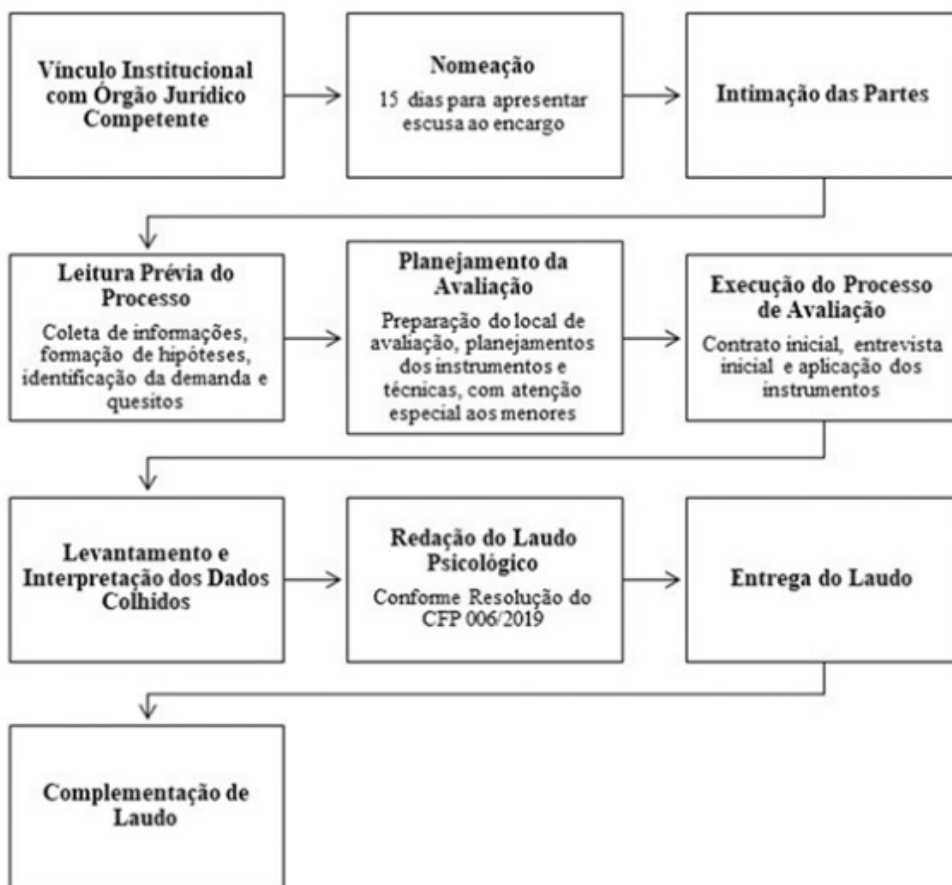 Vínculo Institucional
com Órgão Jurídico
Competente
Nomeação
15 dias para apresentar
escusa ao encargo
Intimação das Partes
Leitura Prévia do
Processo
Coleta de informações,
formação de hipóteses,
identificação da demanda e
quesitos
Planejamento da
Avaliação
Preparação do local de
avaliação, planejamentos
dos instrumentos e
técnicas, com atenção
especial aos menores
Execução do Processo
de Avaliação
Contrato inicial, entrevista
inicial e aplicação dos
instrumentos
Levantamento e
Interpretação dos Dados
Colhidos
Redação do Laudo
Psicológico
Conforme Resolução do
CFP 006/2019
Entrega do Laudo
Complementação de
Laudo